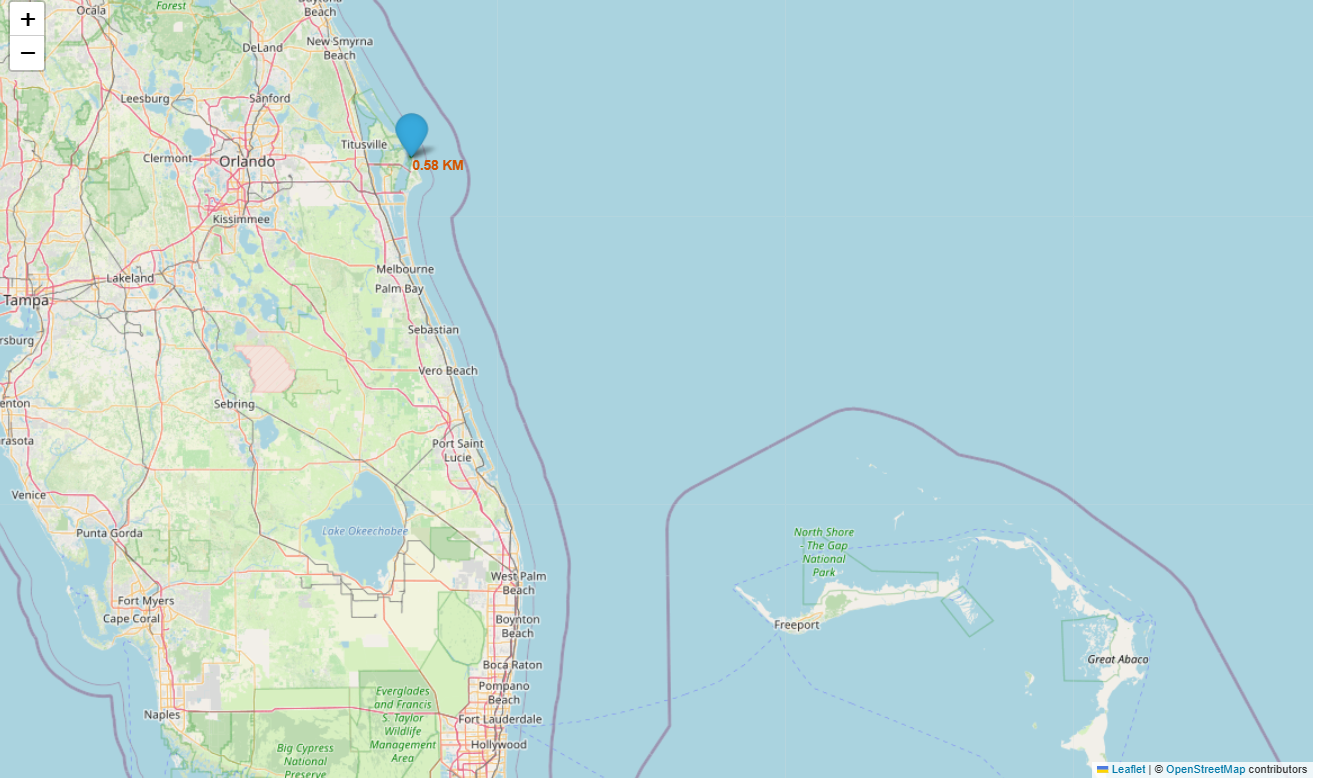 +
−
Ocala
Forest
Beach
New Smyrna
Beach
DeLand
Leesburg
Sanford
Titusville
Clermont
Orlando
0.58 KM
Kissimmee
Melbourne
Palm Bay
Lakeland
Tampa
Sebastian
rsburg
Vero Beach
enton
Sebring
arasota
Port Saint
Lucie
Venice
Punta Gorda
Lake Okeechobee
North Shore
- The Gap
National
Park
West Palm
Beach
Fort Myers
Cape Coral
Boynton
Beach
Freeport
Boca Raton
Great Abaco
Pompano
Beach
Everglades
and Francis
S. Taylor
Wildlife
Management
Area
Naples
Fort Lauderdale
Hollywood
Big Cypress
National
Preserve
Leaflet | © OpenStreetMap contributors